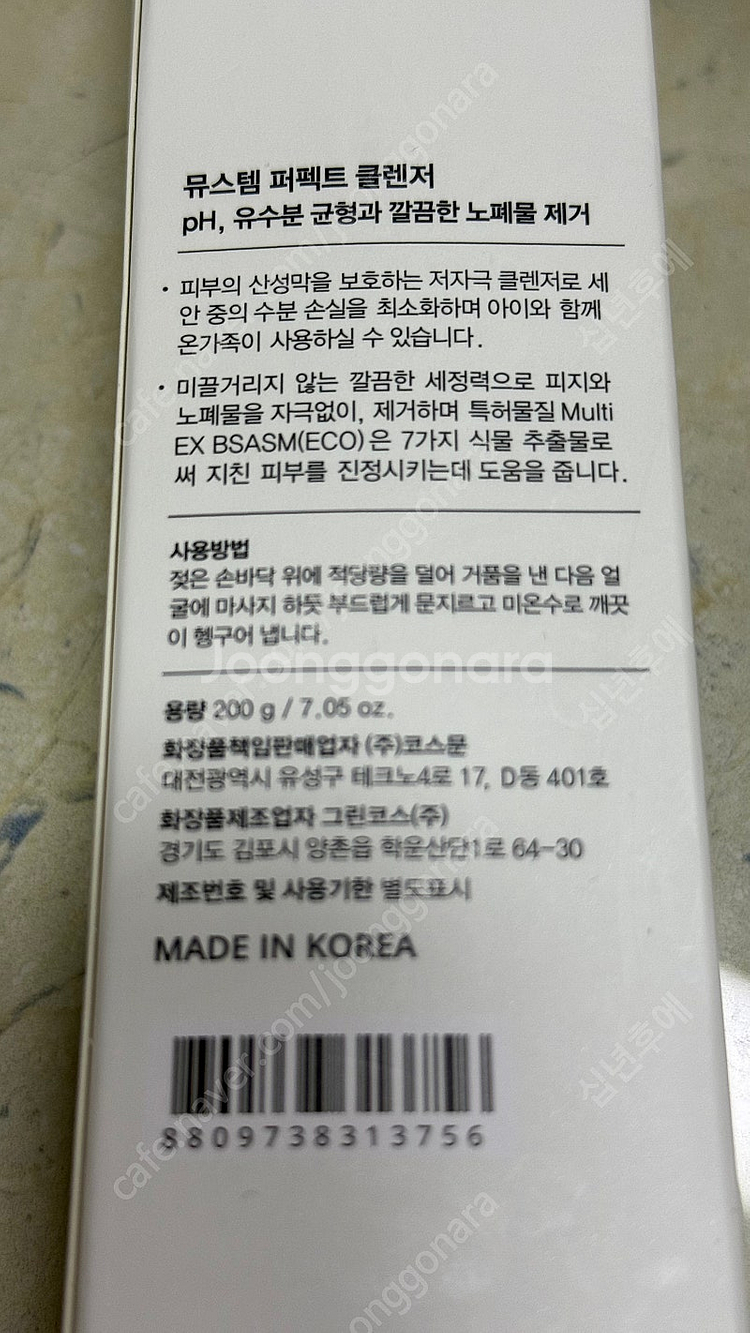 뮤스템 퍼펙트 클렌저
pH, 유수분 균형과 깔끔한 노폐물 제거
• 피부의 산성막을 보호하는 저자극 클렌저로 세
안 중의 수분 손실을 최소화하며 아이와 함께
온가족이 사용하실 수 있습니다.
• 미끌거리지 않는 깔끔한 세정력으로 피지와
노폐물을 자극없이, 제거하며 특허물질 Multi
EX BSASM(ECO)은 7가지 식물 추출물로
써 지친 피부를 진정시키는데 도움을 줍니다.
사용방법
젖은 손바닥 위에 적당량을 덜어 거품을 낸 다음 얼
굴에 마사지 하듯 부드럽게 문지르고 미온수로 깨끗
이 헹구어 냅니다.
Joonggonara
용량 200 g / 7.05 oz.
화장품책임판매업자 (주)코스문
대전광역시 유성구 테크노4로 17, D동 401호
화장품제조업자 그린코스(주)
경기도 김포시 양촌읍 학운산단1로 64-30
제조번호 및 사용기한 별도표시
MADE IN KOREA
8809738313756
cafe.naver.com/joonggonara
십년후에